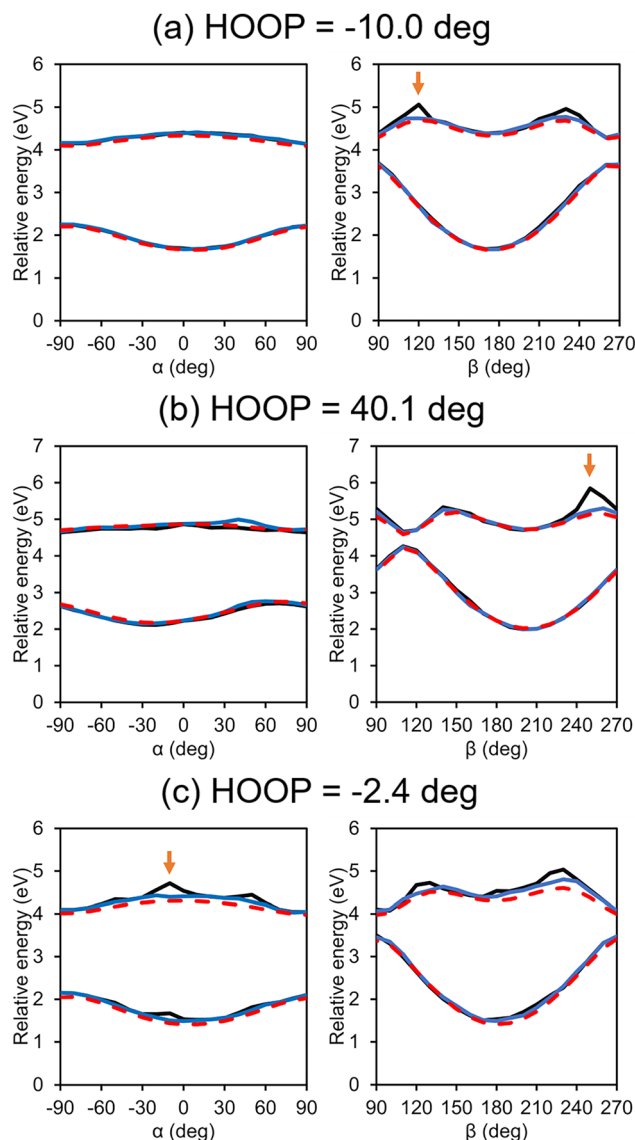 (a) HOOP = -10.0 deg
Relative energy (eV)
6
5
4
3
2
1
0
-90 -60 -30 0 30 60 90
α (deg)
Relative energy (eV)
6
5
4
3
2
1
0
90 120 150 180 210 240 270
β (deg)
(b) HOOP = 40.1 deg
Relative energy (eV)
7
6
5
4
3
2
1
0
-90 -60 -30 0 30 60 90
α (deg)
Relative energy (eV)
7
6
5
4
3
2
1
0
90 120 150 180 210 240 270
β (deg)
(c) HOOP = -2.4 deg
Relative energy (eV)
6
5
4
3
2
1
0
-90 -60 -30 0 30 60 90
α (deg)
Relative energy (eV)
6
5
4
3
2
1
0
90 120 150 180 210 240 270
β (deg)